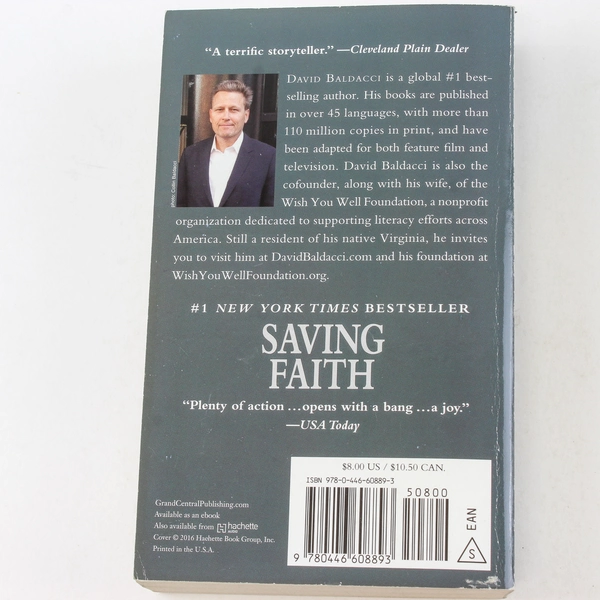 “A terrific storyteller.” —Cleveland Plain Dealer
DAVID BALDACCI is a global #1 best-
selling author. His books are published
in over 45 languages, with more than
110 million copies in print, and have
been adapted for both feature film and
television. David Baldacci is also the
cofounder, along with his wife, of the
Wish You Well Foundation, a nonprofit
organization dedicated to supporting literacy efforts across
America. Still a resident of his native Virginia, he invites
you to visit him at DavidBaldacci.com and his foundation at
WishYouWellFoundation.org.
#1 NEW YORK TIMES BESTSELLER
SAVING
FAITH
“Plenty of action ...opens with a bang ...a joy.”
—USA Today
$8.00 US / $10.50 CAN.
ISBN 978-0-446-60889-3
50800
9 780446 608893
EAN
S
GrandCentralPublishing.com
Available as an ebook
Also available from hachette AUDIO
Cover © 2016 Hachette Book Group, Inc.
Printed in the U.S.A.